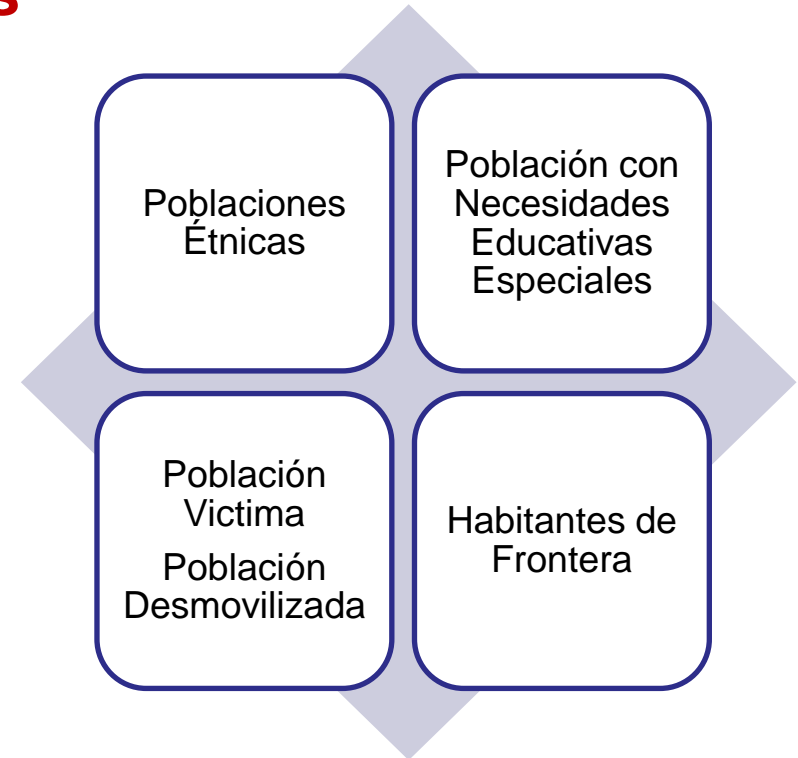 Poblaciones
Étnicas
Población con
Necesidades
Educativas
Especiales
Población
Victima
Población
Desmovilizada
Habitantes de
Frontera